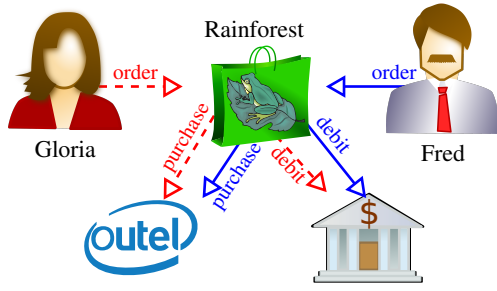 Rainforest
order
order
Gloria
Fred
purchase
purchase
debit
debit
outel
$